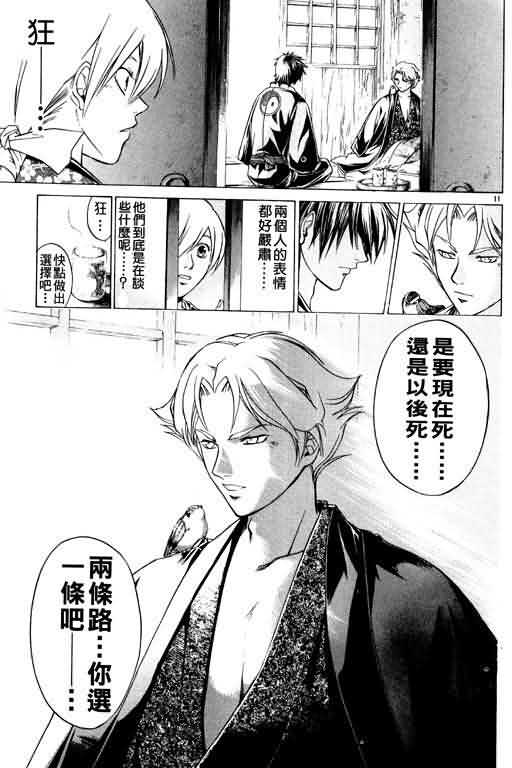 狂──……
11
兩個人的表情
都好嚴肅……
他們到底是在談
些什麼呢……？
狂…
快點做出
選擇吧…
是要現在死……
還是以後死……
兩條路…你選
一條吧──……